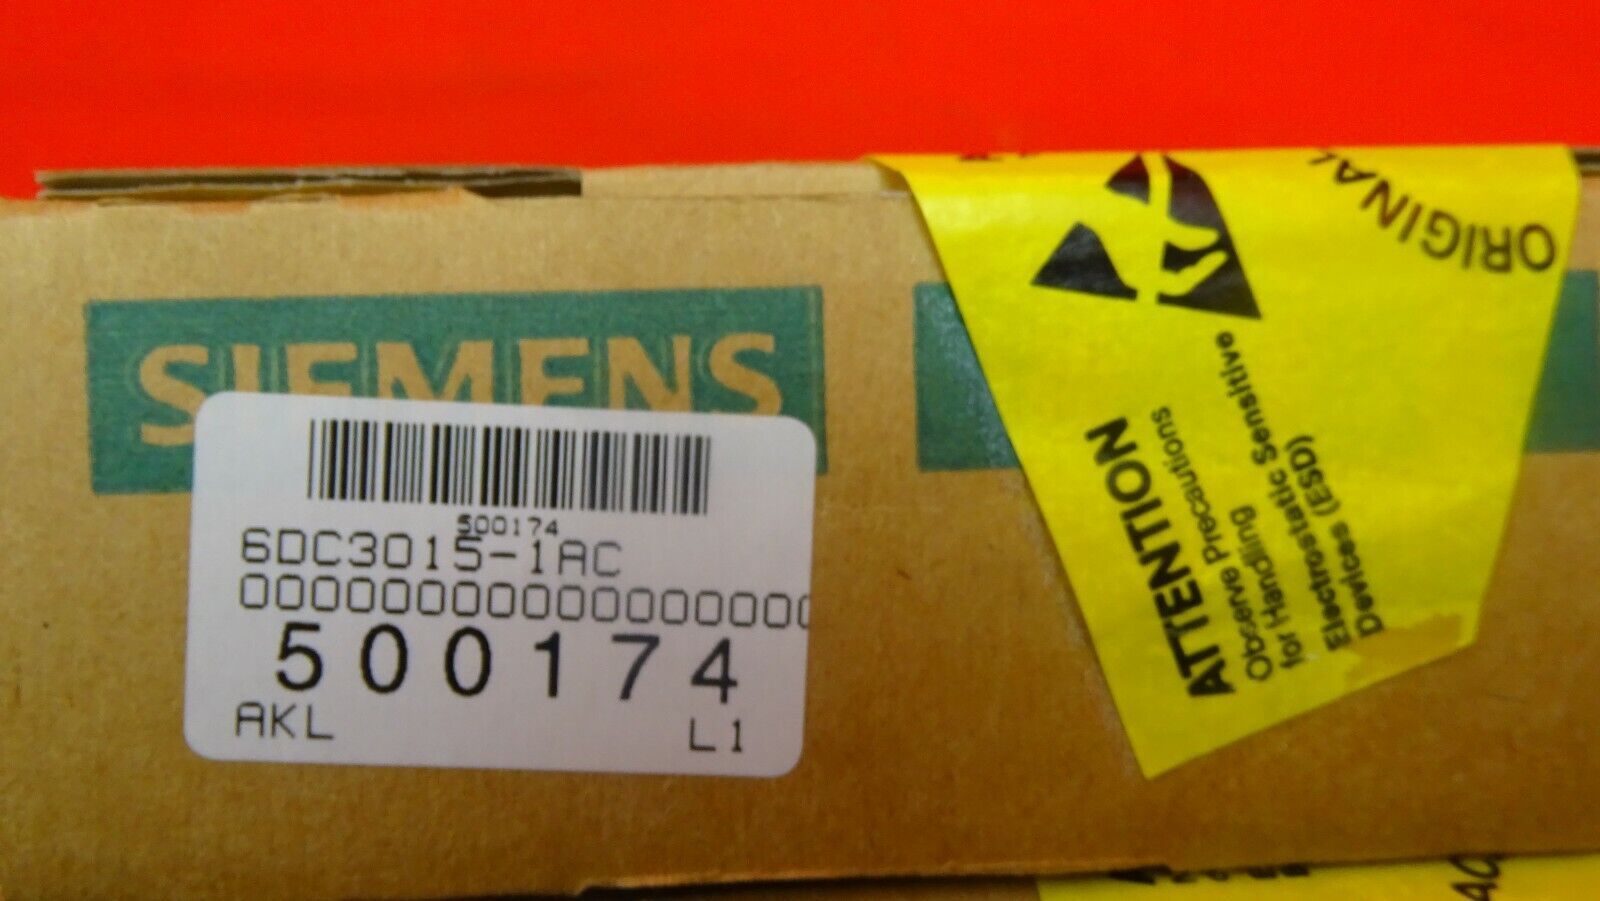 SIEMENS
500174
6DC3015-1AC
000000000000000000
500174
AKL L1
ORIGINAL
ATTENTION
Observe Precautions
for Handling
Electrostatic Sensitive
Devices (ESD)